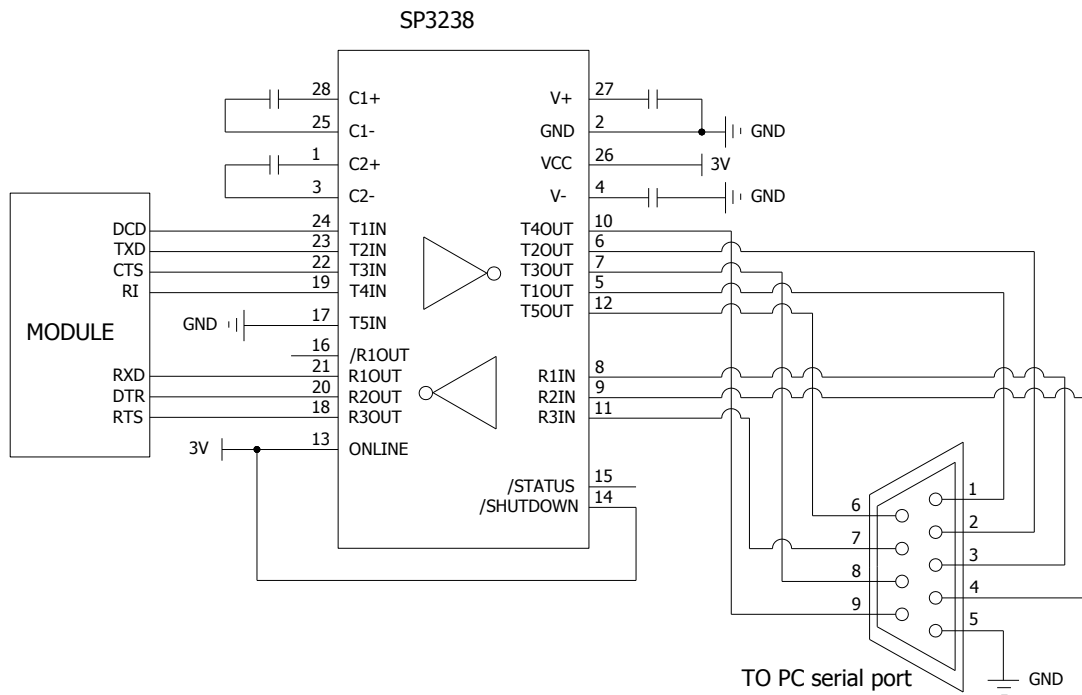 SP3238
28 C1+ V+ 27
25 C1- GND 2 GND
1 C2+ VCC 26 3V
3 C2- V- 4 GND
DCD 24 T1IN T4OUT 10
TXD 23 T2IN T2OUT 6
CTS 22 T3IN T3OUT 7
RI 19 T4IN T1OUT 5
T5OUT 12
GND 17 T5IN
MODULE
16 /R1OUT
RXD 21 R1OUT R1IN 8
DTR 20 R2OUT R2IN 9
RTS 18 R3OUT R3IN 11
3V 13 ONLINE
/STATUS 15
/SHUTDOWN 14
6 1
7 2
8 3
9 4
5
TO PC serial port GND